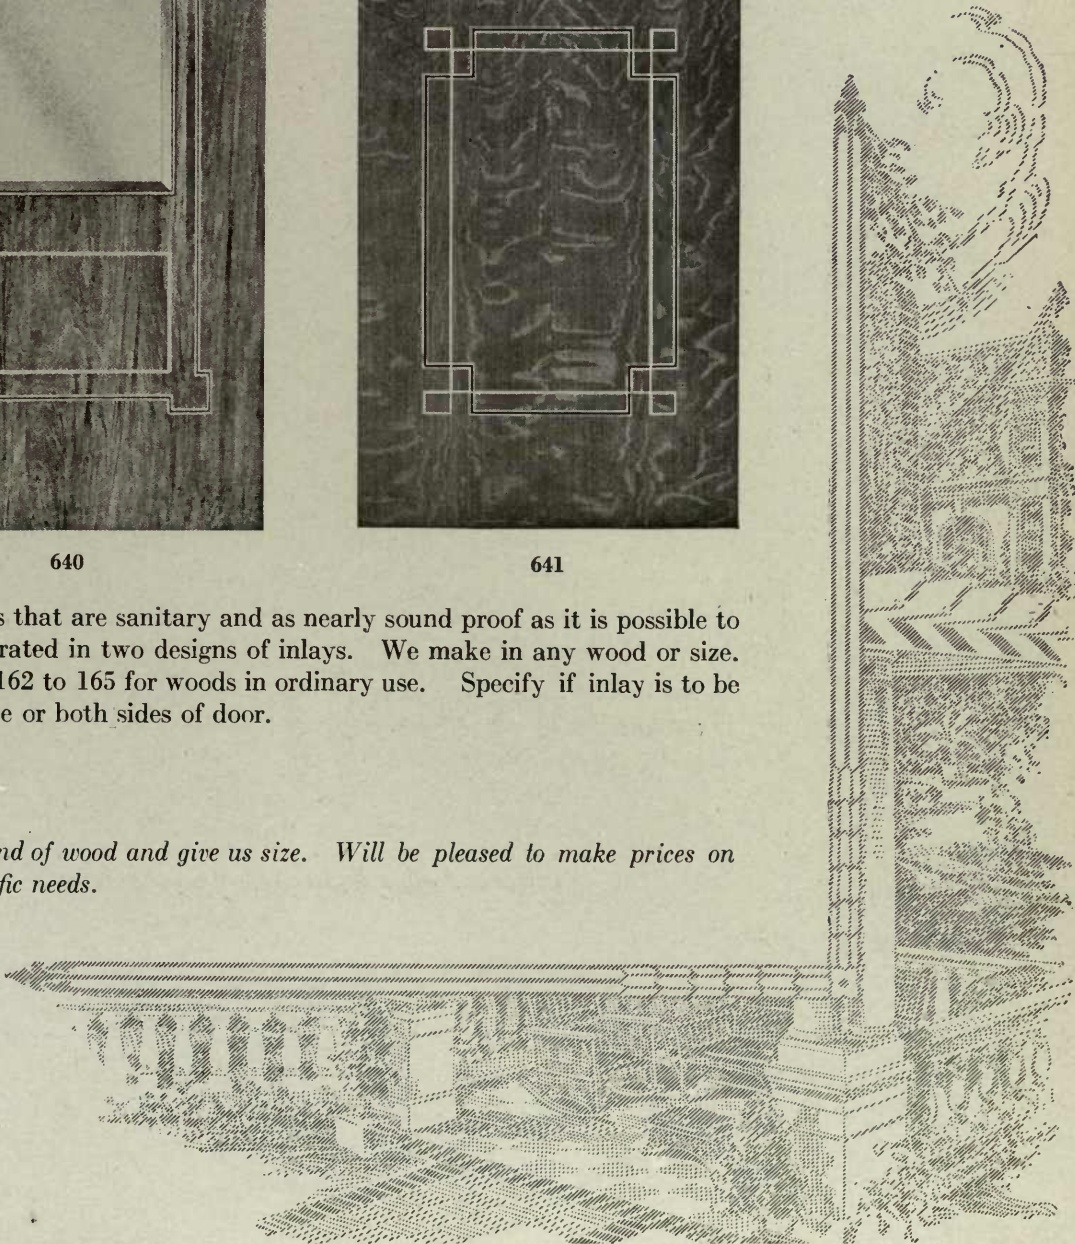 640
641
that are sanitary and as nearly sound proof as it is possible to
rated in two designs of inlays. We make in any wood or size.
162 to 165 for woods in ordinary use. Specify if inlay is to be
or both sides of door.
of wood and give us size. Will be pleased to make prices on
needs.